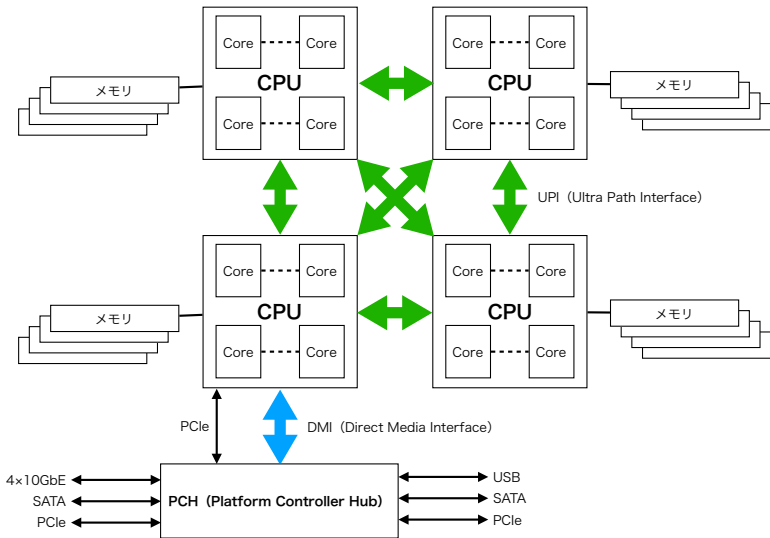 Core Core
CPU
Core Core
Core Core
CPU
Core Core
メモリ
メモリ
UPI（Ultra Path Interface）
Core Core
CPU
Core Core
Core Core
CPU
Core Core
メモリ
メモリ
PCIe
DMI（Direct Media Interface）
4×10GbE
SATA
PCIe
PCH（Platform Controller Hub）
USB
SATA
PCIe